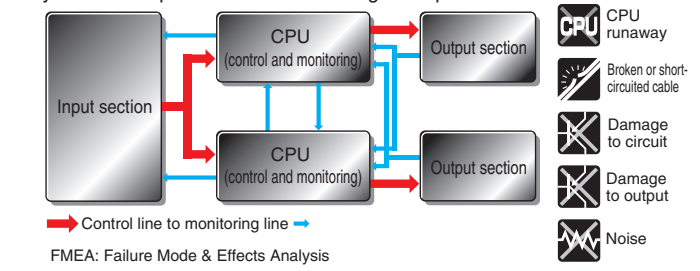 CPU
(control and monitoring)
Output section
Input section
CPU
(control and monitoring)
Output section
Control line to monitoring line
FMEA: Failure Mode & Effects Analysis
CPU
CPU
runaway
Broken or short-
circuited cable
Damage
to circuit
Damage
to output
Noise